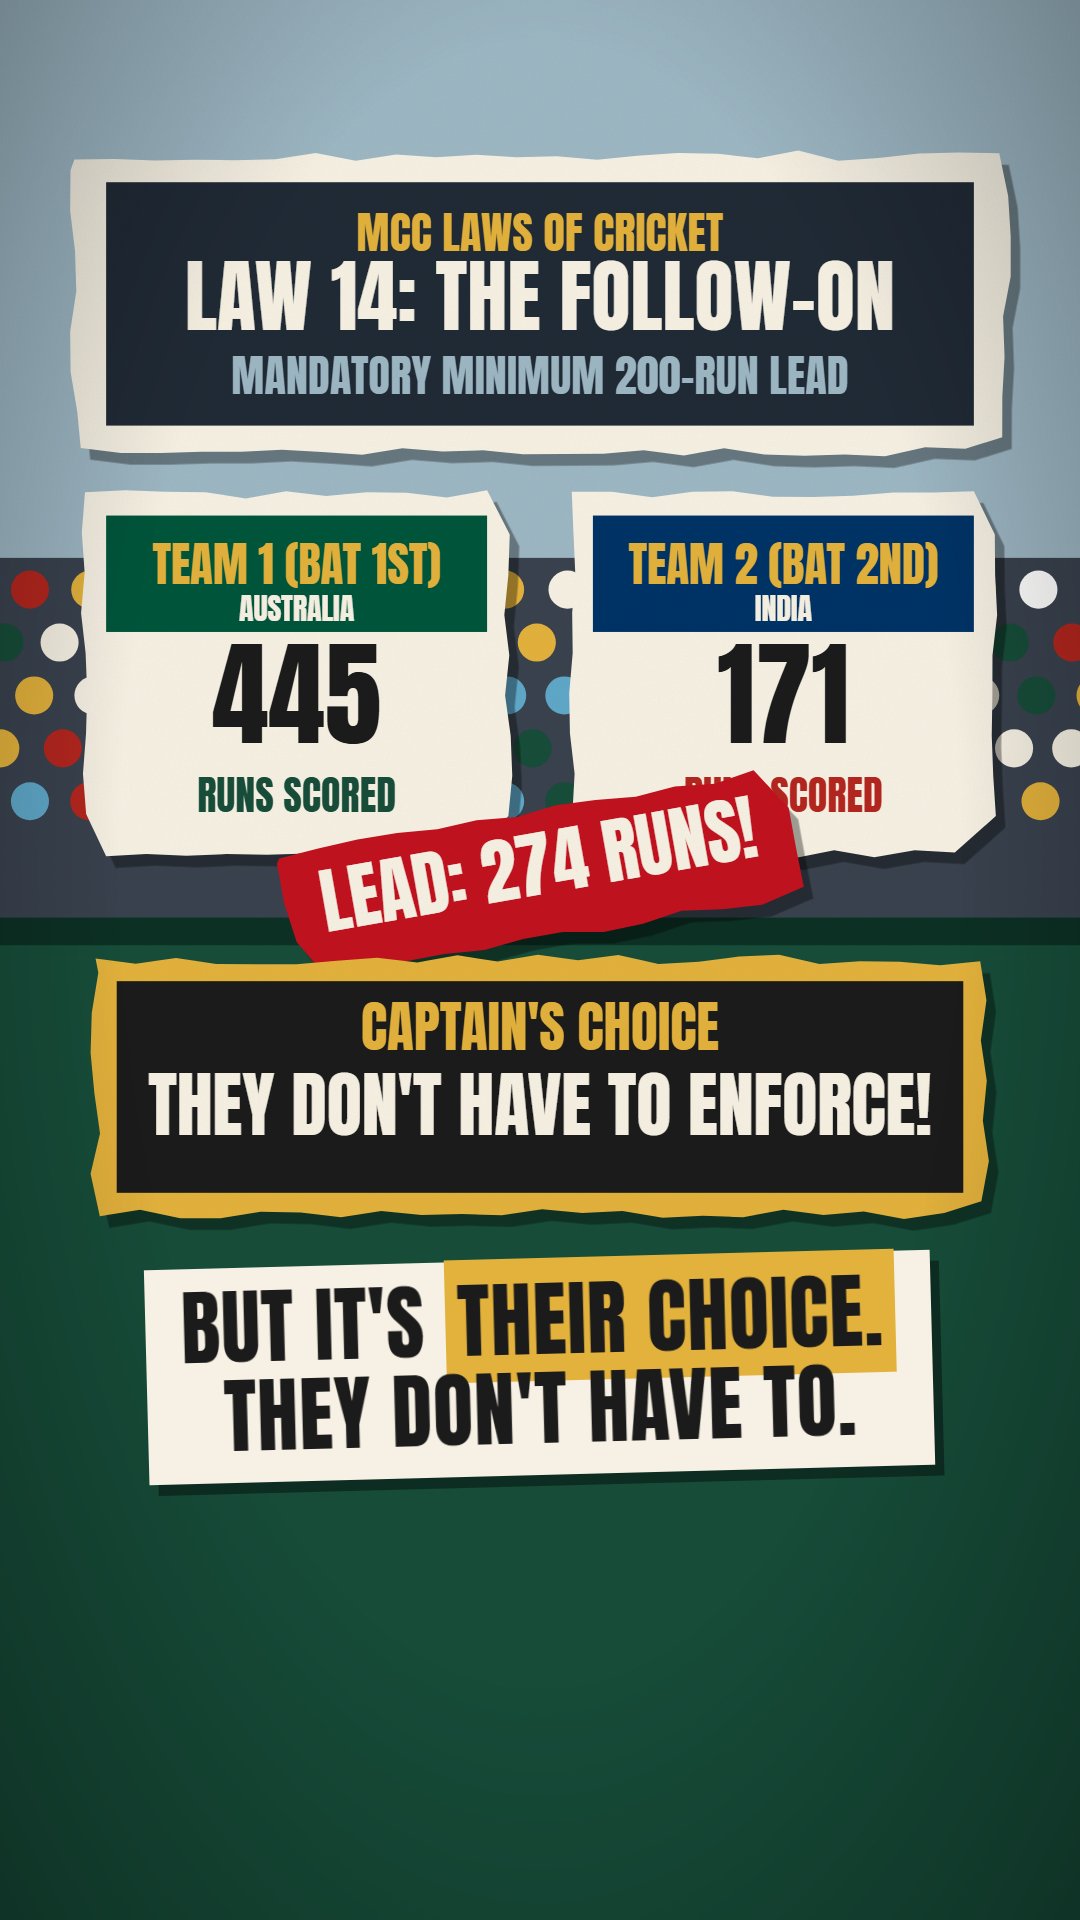 MCC LAWS OF CRICKET
LAW 14: THE FOLLOW-ON
MANDATORY MINIMUM 200-RUN LEAD
TEAM 1 (BAT 1ST)
AUSTRALIA
445
RUNS SCORED
TEAM 2 (BAT 2ND)
INDIA
171
RUNS SCORED
LEAD: 274 RUNS!
CAPTAIN'S CHOICE
THEY DON'T HAVE TO ENFORCE!
BUT IT'S THEIR CHOICE.
THEY DON'T HAVE TO.